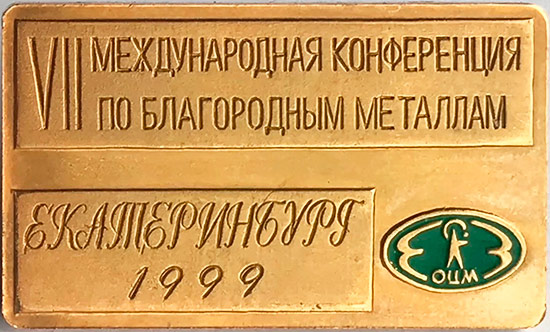 VII МЕЖДУНАРОДНАЯ КОНФЕРЕНЦИЯ
ПО БЛАГОРОДНЫМ МЕТАЛЛАМ
ЕКАТЕРИНБУРГ
1999
ОЦМ